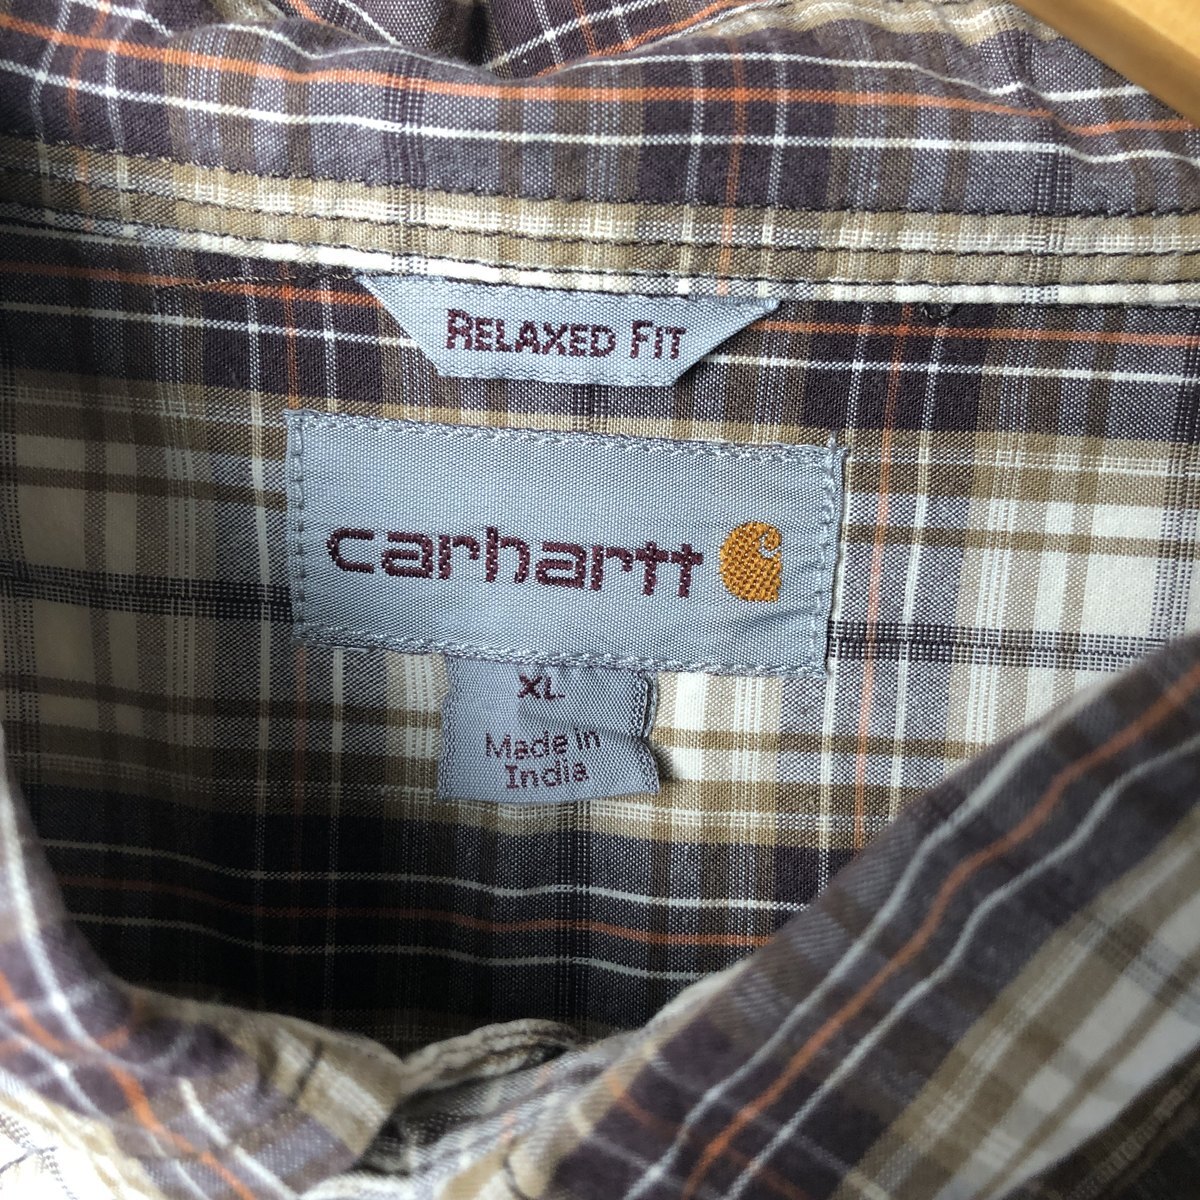 RELAXED FIT
carhartt
XL
Made in
India